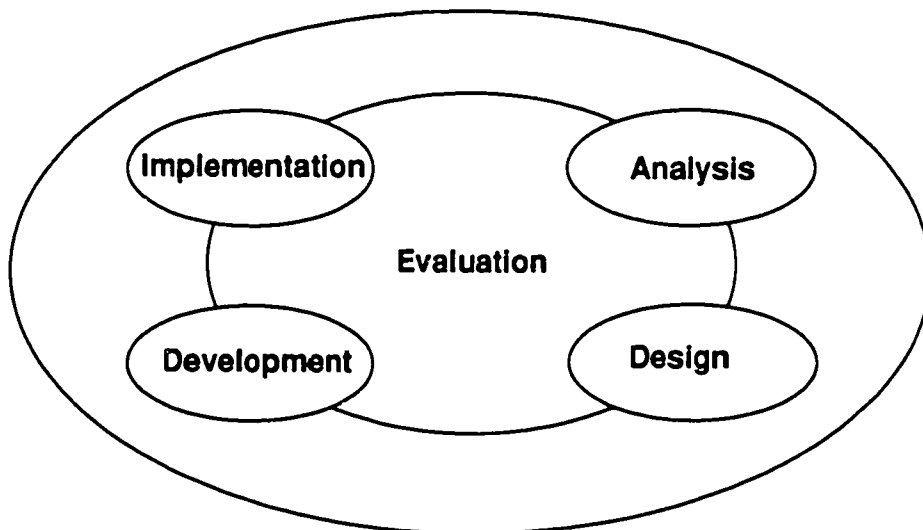 Implementation
Analysis
Evaluation
Development
Design